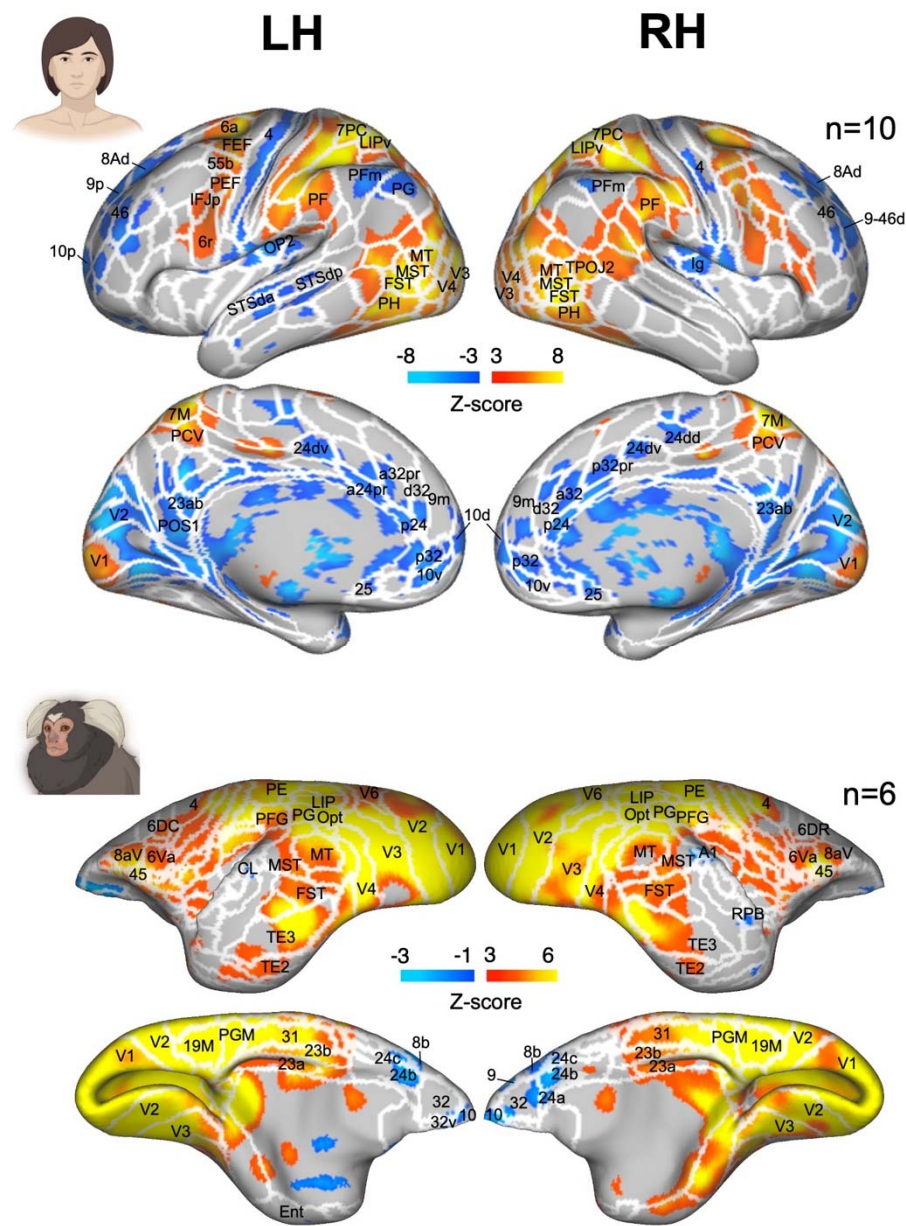 LH RH
n=10
6a
FEF
4
7PC
LIPv
8Ad
55b
PEF
PFm
PG
9p
IFJp
PF
46
6r
10p
OP2
MT
MST
FST
PH
V3
V4
STSda
STSdp
7PC
LIPv
4
8Ad
PFm
PF
46
9-46d
V4
V3
MT
TPOJ2
MST
FST
PH
Ig
-8 -3 3 8
Z-score
7M
PCV
24dv
a32pr
a24pr
d32
9m
23ab
POS1
V2
V1
p24
10d
p32
10v
25
7M
PCV
24dd
24dv
p32pr
a32
9m
d32
p24
23ab
V2
V1
p32
10v
25
n=6
PE
V6
4
LIP
PG
Opt
PFG
V2
6DC
8aV
6Va
45
CL
MST
MT
V3
V1
FST
V4
TE3
TE2
V6
PE
LIP
4
Opt
PG
PFG
V2
V1
6DR
MT
MST
A1
6Va
8aV
45
V3
V4
FST
RPB
TE3
TE2
-3 -1 3 6
Z-score
V2
PGM
31
V1
19M
23b
23a
8b
24c
24b
32
32v
10
V2
V3
Ent
8b
24c
9
24b
24a
32
10
31
23b
23a
PGM
V2
19M
V1
V2
V3